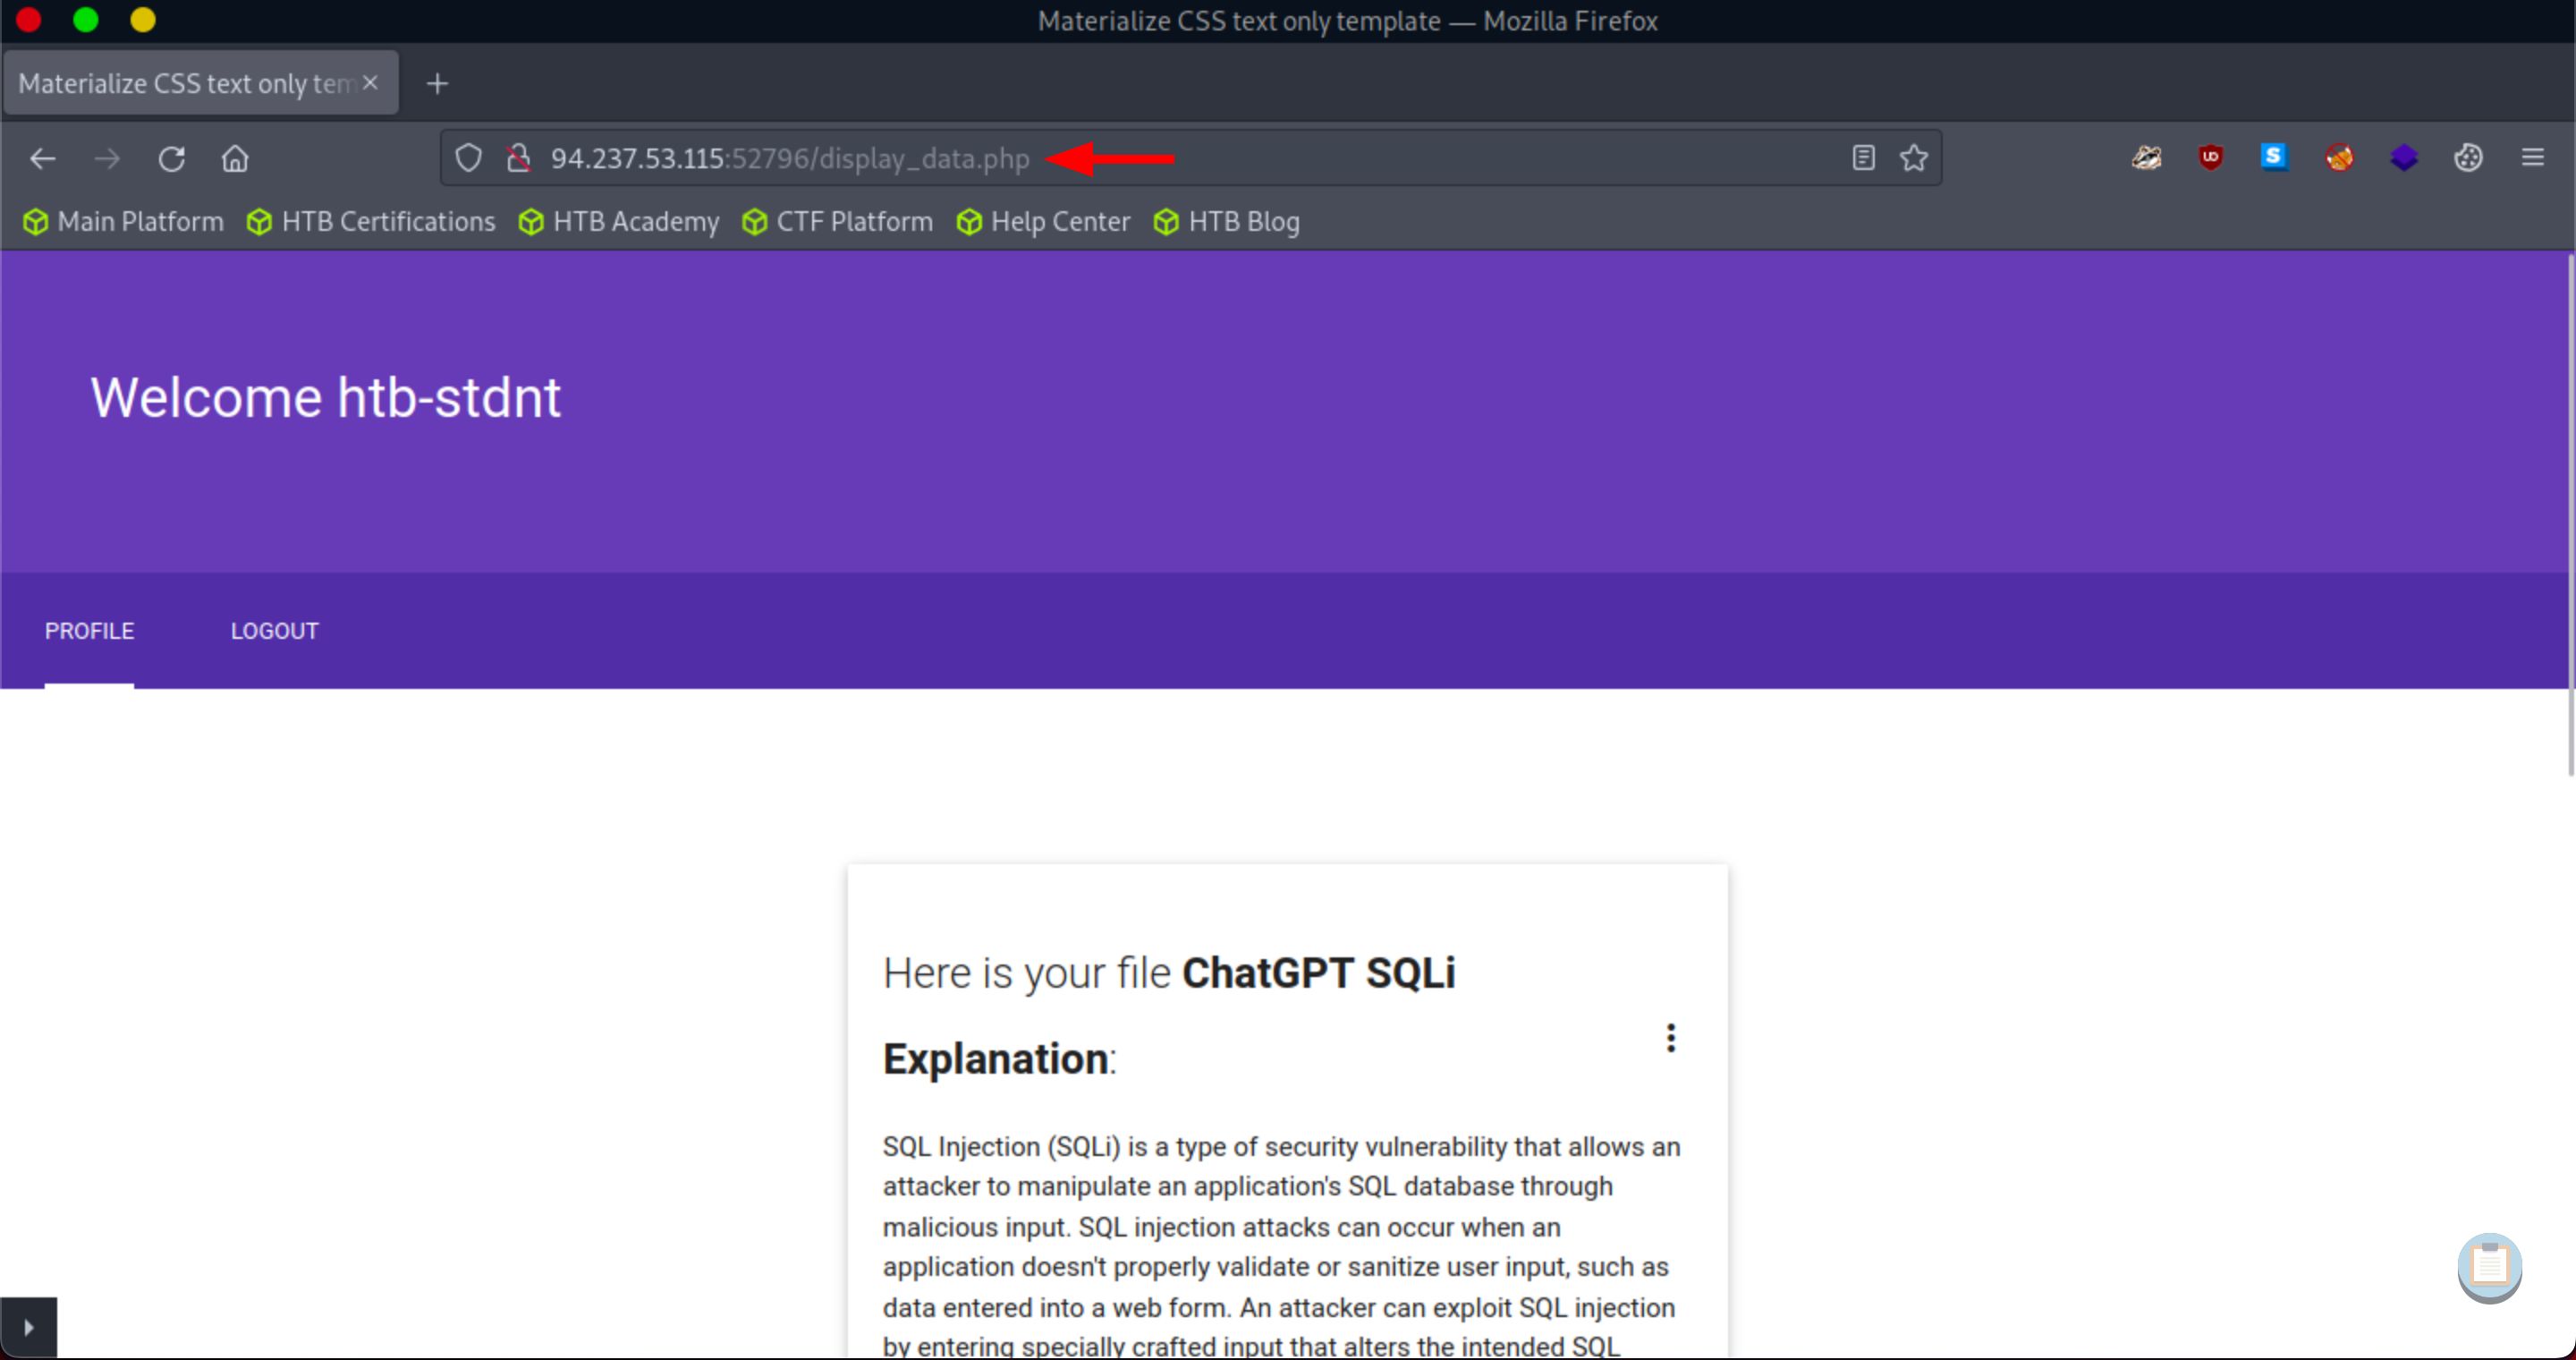 Materialize CSS text only template — Mozilla Firefox
Materialize CSS text only tem
94.237.53.115:52796/display_data.php
Main Platform HTB Certifications HTB Academy CTF Platform Help Center HTB Blog
Welcome htb-stdnt
PROFILE LOGOUT
Here is your file ChatGPT SQLi
Explanation:
SQL Injection (SQLi) is a type of security vulnerability that allows an
attacker to manipulate an application's SQL database through
malicious input. SQL injection attacks can occur when an
application doesn't properly validate or sanitize user input, such as
data entered into a web form. An attacker can exploit SQL injection
by entering specially crafted input that alters the intended SQL